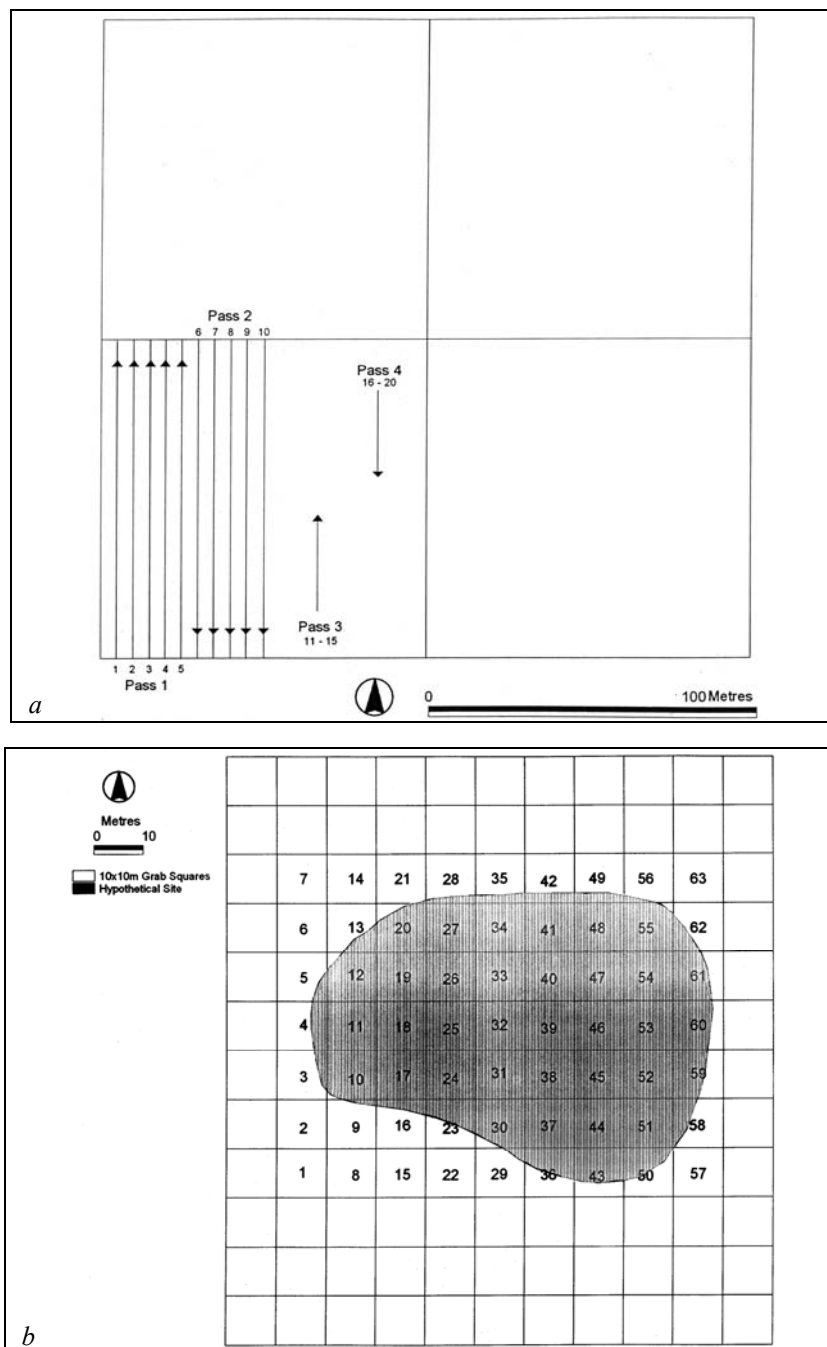 Pass 2
6 7 8 9 10
Pass 4
16 - 20
Pass 3
11 - 15
1 2 3 4 5
Pass 1
0 100 Metres
a
Metres
0 10
10x10m Grab Squares
Hypothetical Site
7 14 21 28 35 42 49 56 63
6 13 20 27 34 41 48 55 62
5 12 19 26 33 40 47 54 61
4 11 18 25 32 39 46 53 60
3 10 17 24 31 38 45 52 59
2 9 16 23 30 37 44 51 58
1 8 15 22 29 36 43 50 57
b